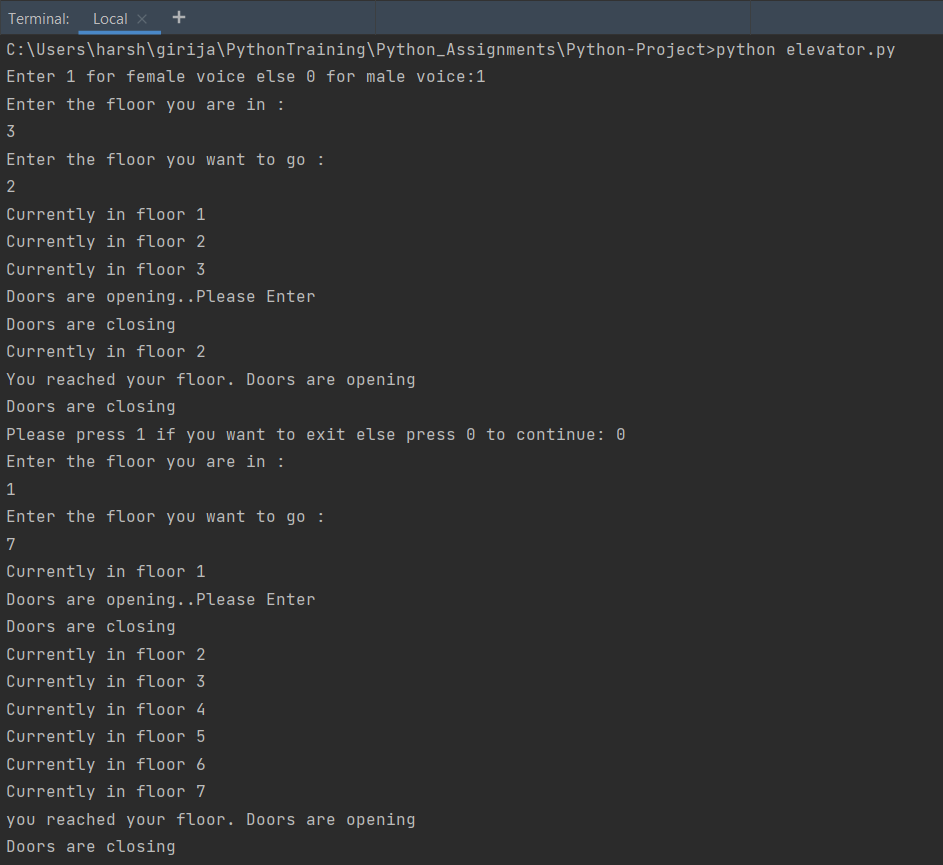 Terminal: Local × +
C:\Users\harsh\girija\PythonTraining\Python_Assignments\Python-Project>python elevator.py
Enter 1 for female voice else 0 for male voice:1
Enter the floor you are in :
3
Enter the floor you want to go :
2
Currently in floor 1
Currently in floor 2
Currently in floor 3
Doors are opening..Please Enter
Doors are closing
Currently in floor 2
You reached your floor. Doors are opening
Doors are closing
Please press 1 if you want to exit else press 0 to continue: 0
Enter the floor you are in :
1
Enter the floor you want to go :
7
Currently in floor 1
Doors are opening..Please Enter
Doors are closing
Currently in floor 2
Currently in floor 3
Currently in floor 4
Currently in floor 5
Currently in floor 6
Currently in floor 7
you reached your floor. Doors are opening
Doors are closing